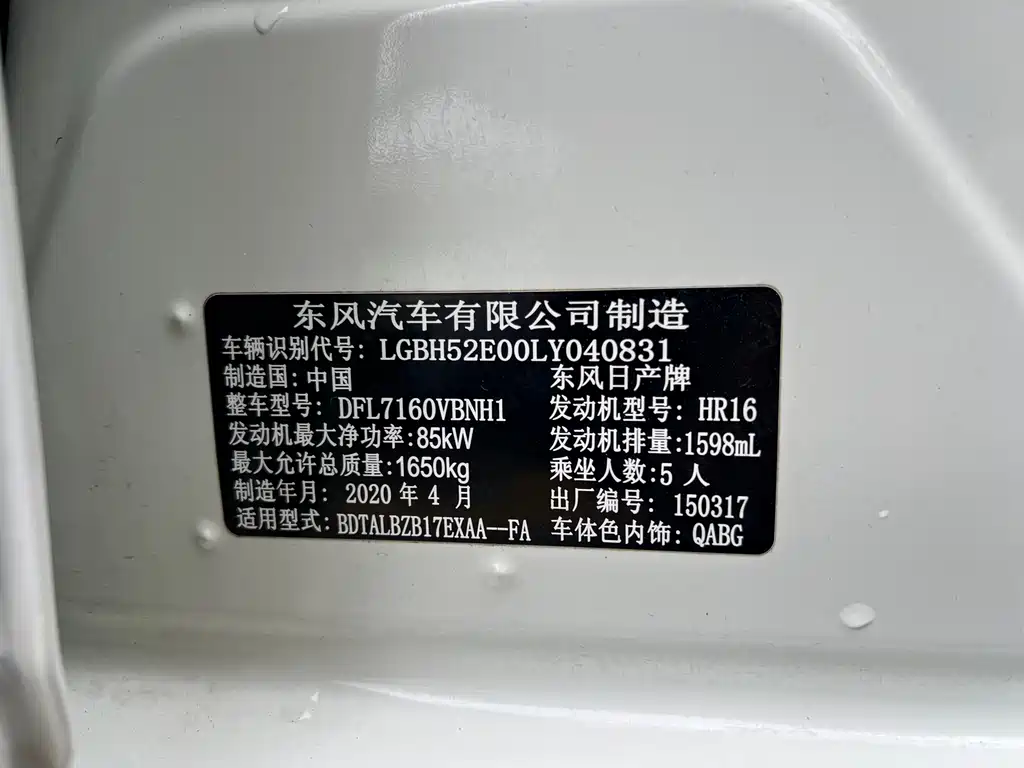 东风汽车有限公司制造
车辆识别代号: LGBH52E00LY040831
制造国: 中国 东风日产牌
整车型号: DFL7160VBNH1 发动机型号: HR16
发动机最大净功率: 85kW 发动机排量: 1598mL
最大允许总质量: 1650kg 乘坐人数: 5 人
制造年月: 2020 年 4 月 出厂编号: 150317
适用型式: BDTALBZB17EXAA--FA 车体色内饰: QABG